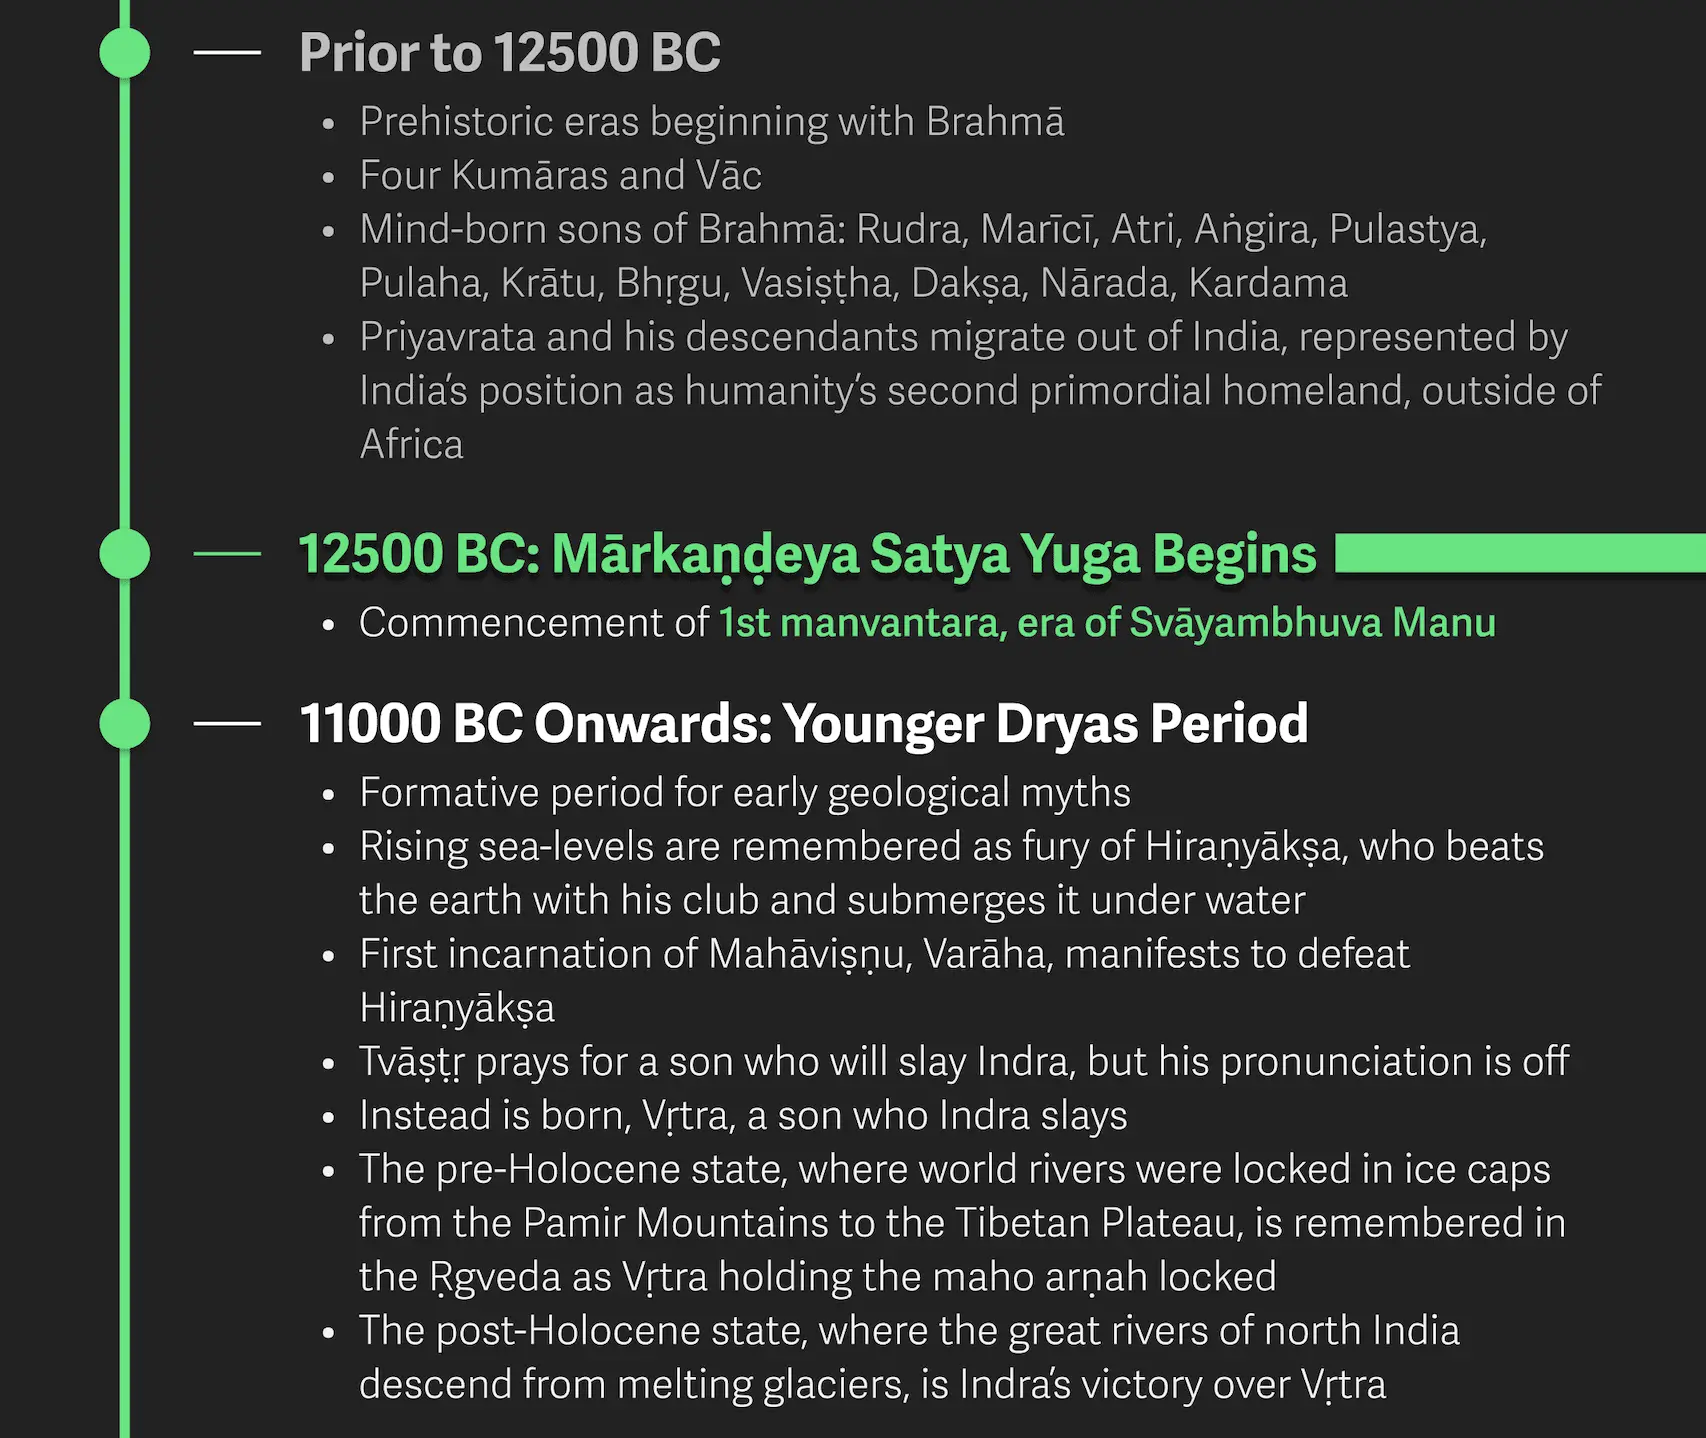 Prior to 12500 BC
• Prehistoric eras beginning with Brahmā
• Four Kumāras and Vāc
• Mind-born sons of Brahmā: Rudra, Marīcī, Atri, Aṅgira, Pulastya,
Pulaha, Krātu, Bhṛgu, Vasiṣṭha, Dakṣa, Nārada, Kardama
• Priyavrata and his descendants migrate out of India, represented by
India’s position as humanity’s second primordial homeland, outside of
Africa
12500 BC: Mārkaṇḍeya Satya Yuga Begins
• Commencement of 1st manvantara, era of Svāyambhuva Manu
11000 BC Onwards: Younger Dryas Period
• Formative period for early geological myths
• Rising sea-levels are remembered as fury of Hiraṇyākṣa, who beats
the earth with his club and submerges it under water
• First incarnation of Mahāviṣṇu, Varāha, manifests to defeat
Hiraṇyākṣa
• Tvāṣṭṛ prays for a son who will slay Indra, but his pronunciation is off
• Instead is born, Vṛtra, a son who Indra slays
• The pre-Holocene state, where world rivers were locked in ice caps
from the Pamir Mountains to the Tibetan Plateau, is remembered in
the Ṛgveda as Vṛtra holding the maho arṇah locked
• The post-Holocene state, where the great rivers of north India
descend from melting glaciers, is Indra’s victory over Vṛtra